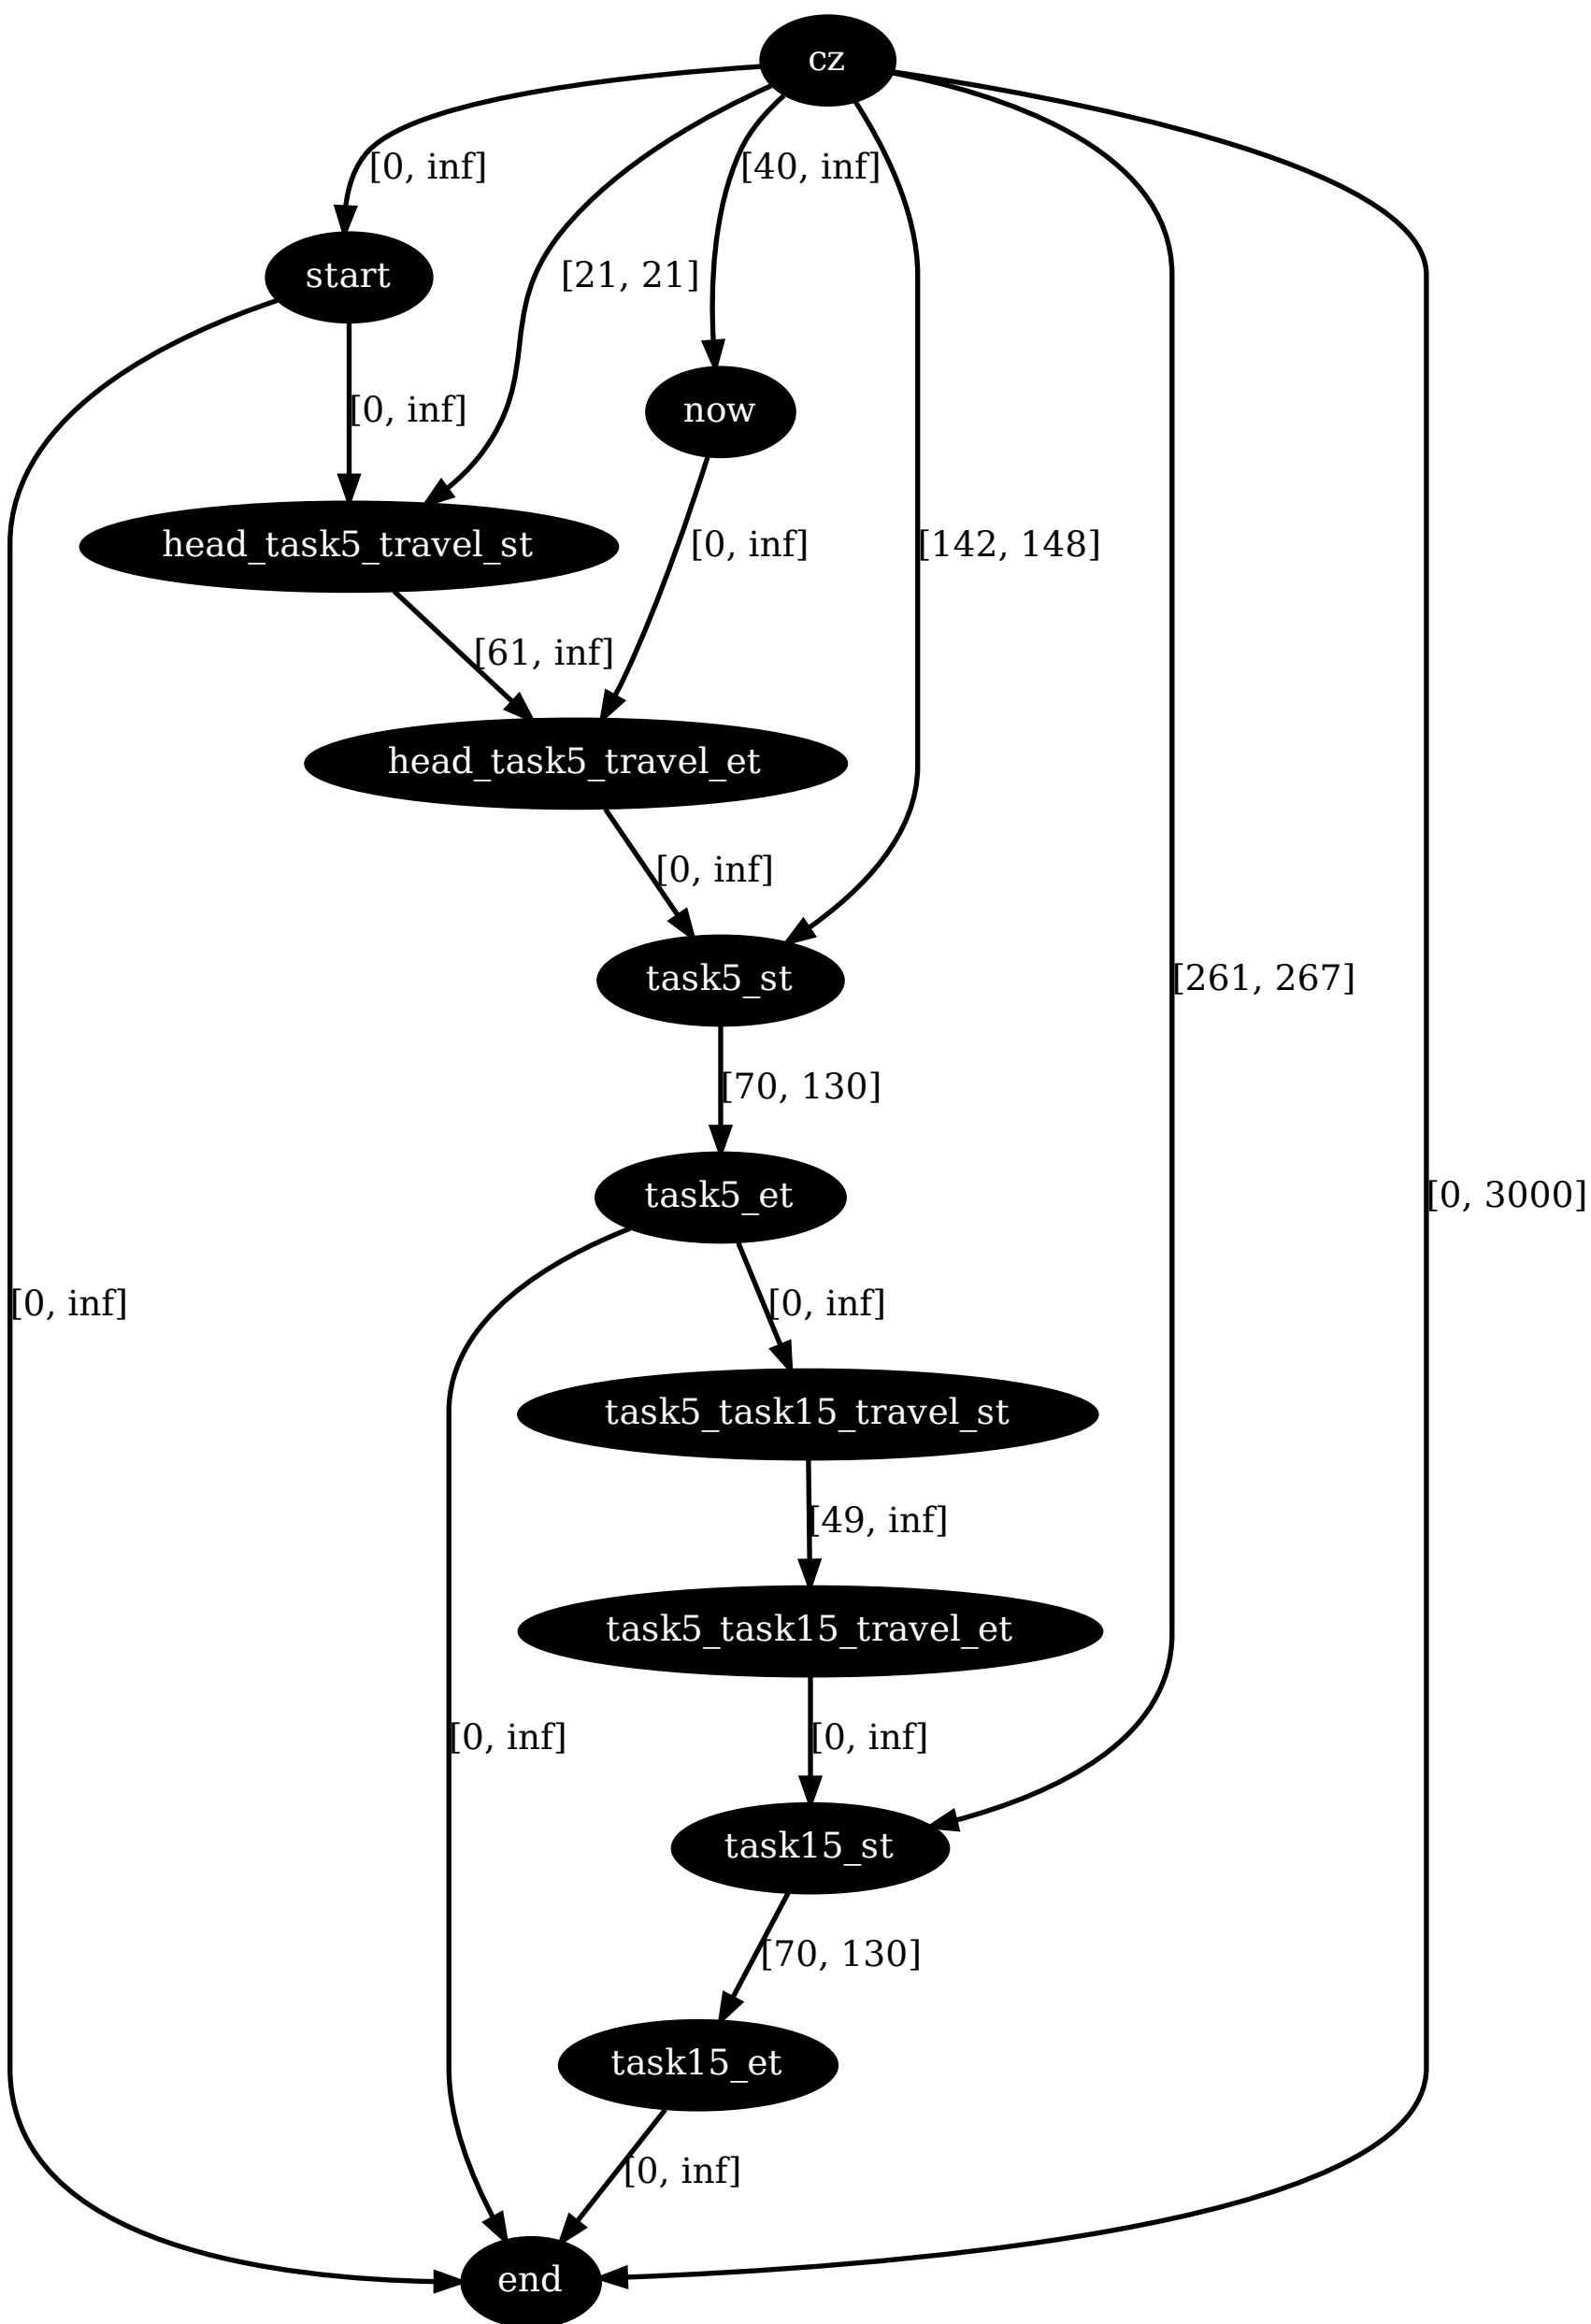 cz
[0, inf]
[40, inf]
start
[21, 21]
[0, inf]
now
head_task5_travel_st
[0, inf]
[142, 148]
[61, inf]
head_task5_travel_et
[0, inf]
task5_st
[261, 267]
[70, 130]
task5_et
[0, 3000]
[0, inf]
[0, inf]
task5_task15_travel_st
[49, inf]
task5_task15_travel_et
[0, inf]
[0, inf]
task15_st
[70, 130]
task15_et
[0, inf]
end